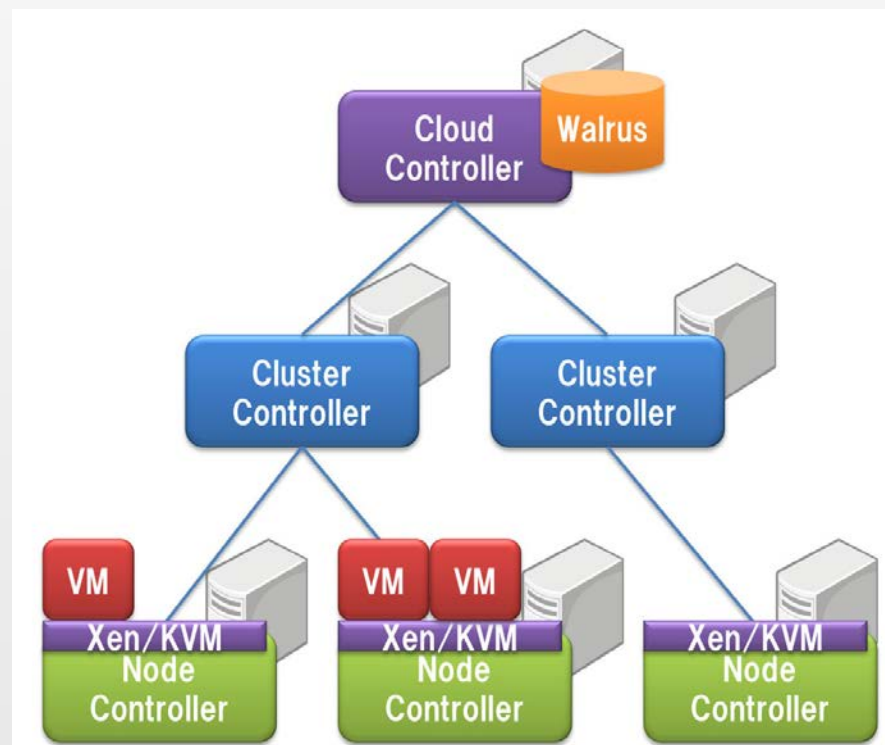 Cloud
Controller
Walrus
Cluster
Controller
Cluster
Controller
VM
VM
VM
Xen/KVM
Node
Controller
Xen/KVM
Node
Controller
Xen/KVM
Node
Controller